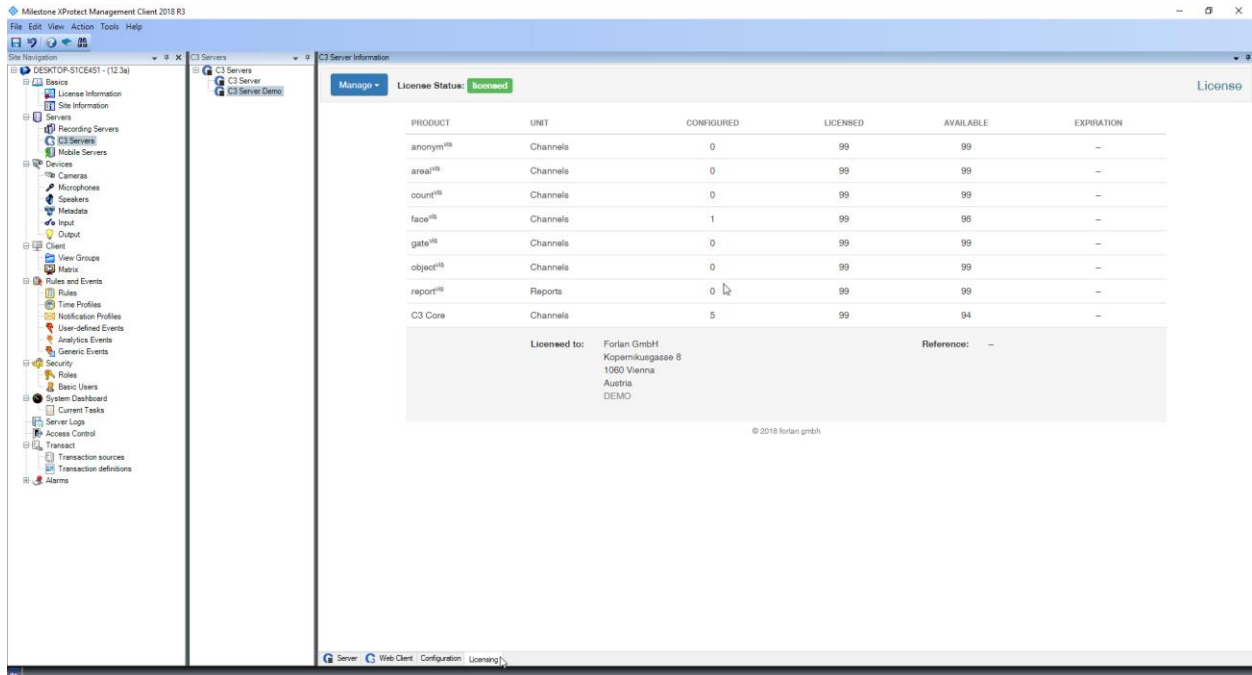 Milestone XProtect Management Client 2018 R3
File Edit View Action Tools Help
Site Navigation
DESKTOP-S1CE4S1 - (12.3a)
Basics
License Information
Site Information
Servers
Recording Servers
C3 Servers
Mobile Servers
Devices
Cameras
Microphones
Speakers
Metadata
Input
Output
Client
View Groups
Matrix
Rules and Events
Rules
Time Profiles
Notification Profiles
User-defined Events
Analytics Events
Generic Events
Security
Roles
Basic Users
System Dashboard
Current Tasks
Server Logs
Access Control
Transact
Transaction sources
Transaction definitions
Alarms
C3 Servers
C3 Servers
C3 Server
C3 Server Demo
C3 Server Information
Manage License Status: licensed License
PRODUCT UNIT CONFIGURED LICENSED AVAILABLE EXPIRATION
anonymvis Channels 0 99 99 –
arealvis Channels 0 99 99 –
countvis Channels 0 99 99 –
facevis Channels 1 99 98 –
gatevis Channels 0 99 99 –
objectvis Channels 0 99 99 –
reportvis Reports 0 99 99 –
C3 Core Channels 5 99 94 –
Licensed to: Forlan GmbH Reference: –
Kopernikusgasse 8
1060 Vienna
Austria
DEMO
© 2018 forlan gmbh
Server Web Client Configuration Licensing